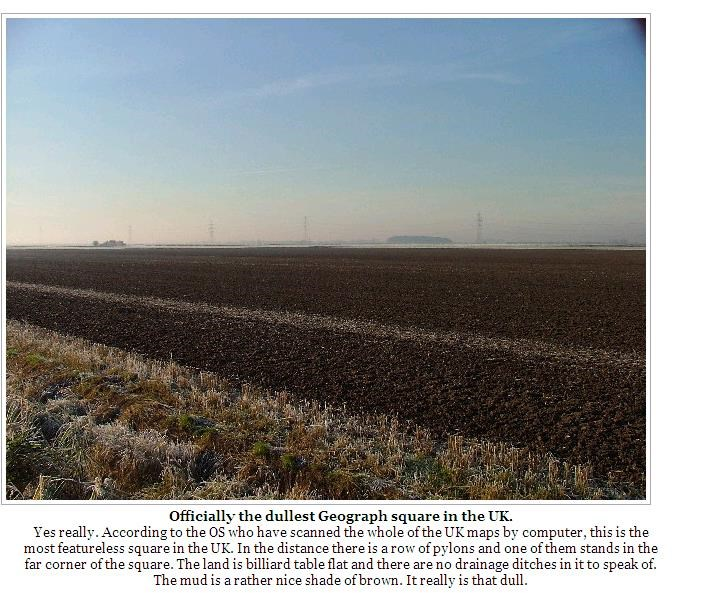 Officially the dullest Geograph square in the UK.
Yes really. According to the OS who have scanned the whole of the UK maps by computer, this is the
most featureless square in the UK. In the distance there is a row of pylons and one of them stands in the
far corner of the square. The land is billiard table flat and there are no drainage ditches in it to speak of.
The mud is a rather nice shade of brown. It really is that dull.